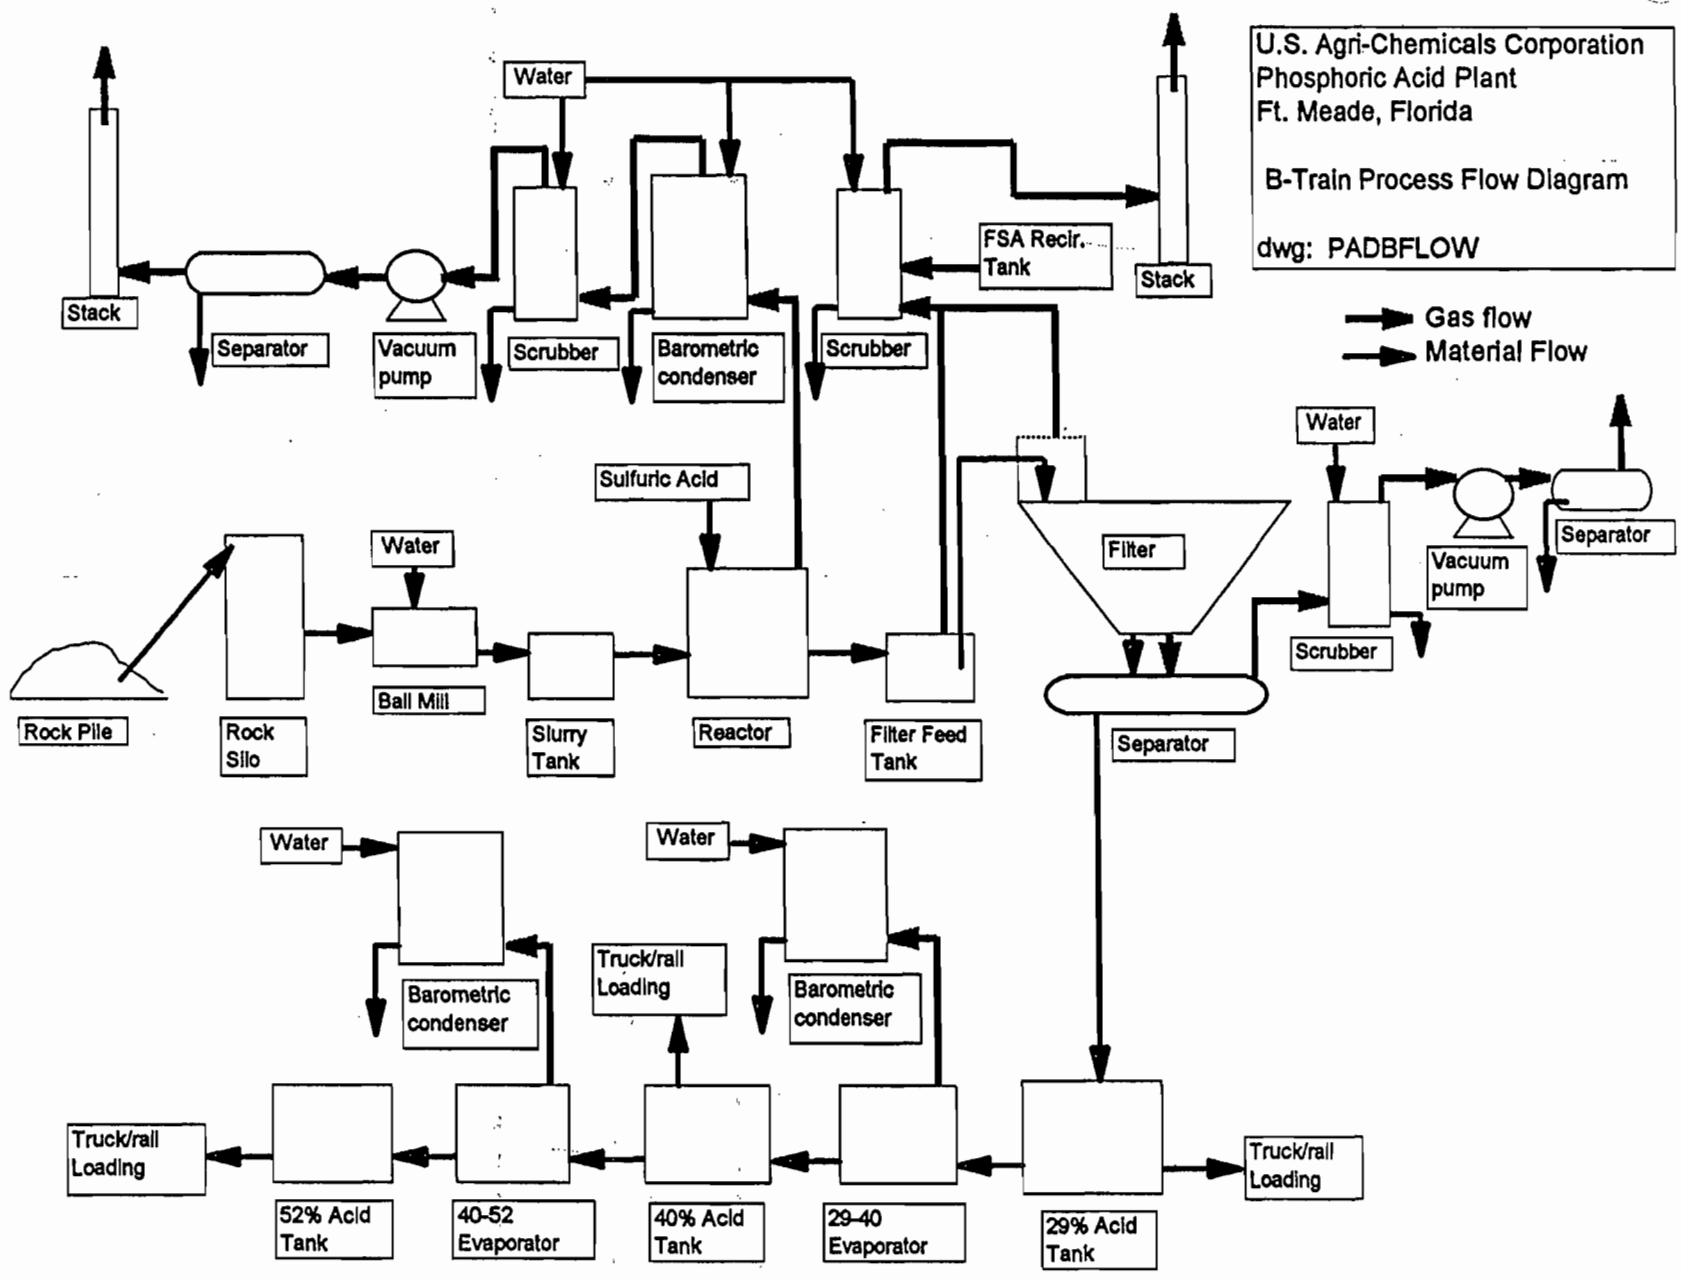 U.S. Agri-Chemicals Corporation
Phosphoric Acid Plant
Ft. Meade, Florida
B-Train Process Flow Diagram
dwg: PADBFLOW
Gas flow
Material Flow
Water
FSA Recir.
Tank
Stack
Stack
Separator
Vacuum
pump
Scrubber
Barometric
condenser
Scrubber
Water
Sulfuric Acid
Water
Filter
Separator
Vacuum
pump
Scrubber
Rock Pile
Rock
Silo
Ball Mill
Slurry
Tank
Reactor
Filter Feed
Tank
Separator
Water
Water
Truck/rail
Loading
Barometric
condenser
Barometric
condenser
Truck/rail
Loading
Truck/rail
Loading
52% Acid
Tank
40-52
Evaporator
40% Acid
Tank
29-40
Evaporator
29% Acid
Tank